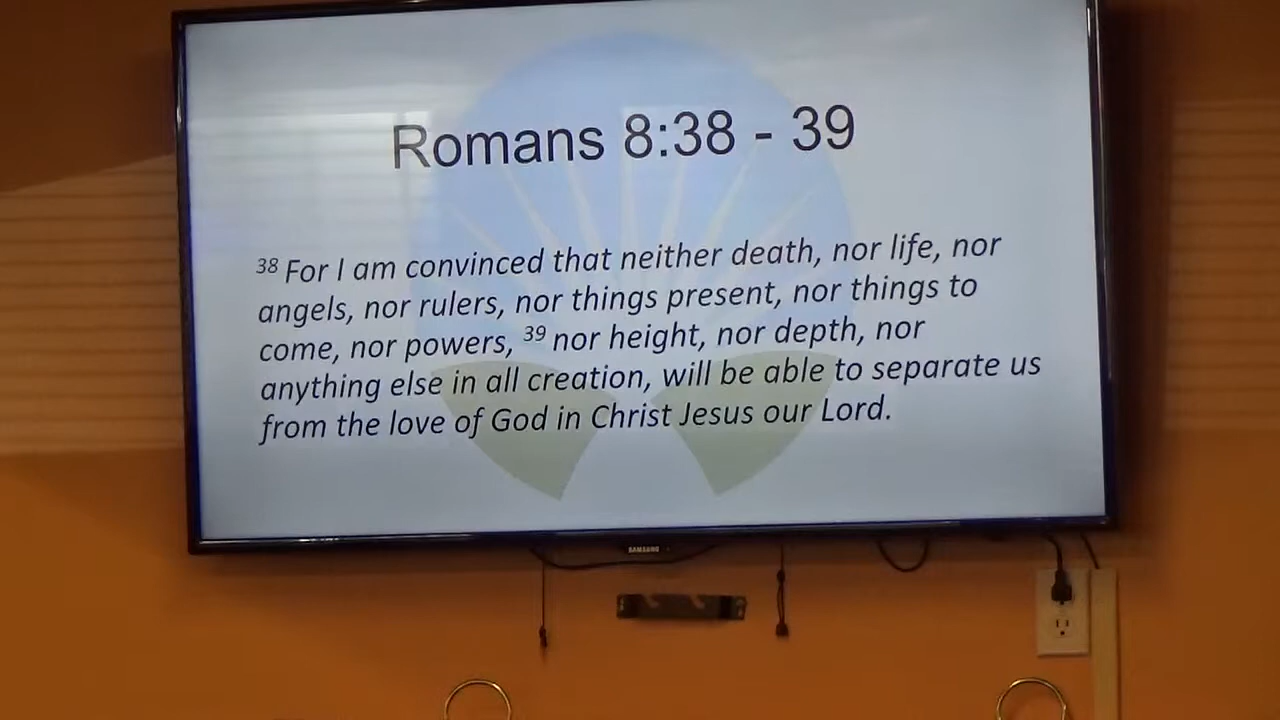 Romans 8:38 - 39
38 For I am convinced that neither death, nor life, nor
angels, nor rulers, nor things present, nor things to
come, nor powers, 39 nor height, nor depth, nor
anything else in all creation, will be able to separate us
from the love of God in Christ Jesus our Lord.
SAMSUNG